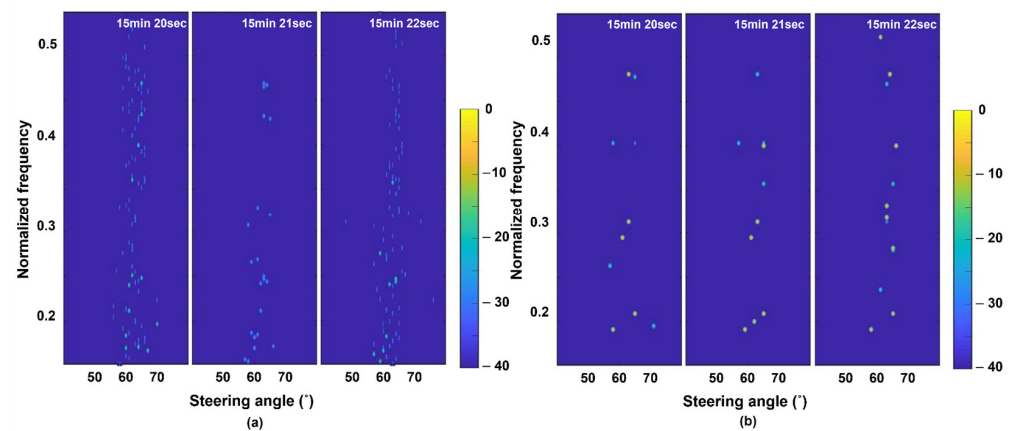 15min 20sec 15min 21sec 15min 22sec
0.5
0.4
0.3
0.2
Normalized frequency
50 60 70 50 60 70 50 60 70
Steering angle (˚)
0
− 10
− 20
− 30
− 40
(a)
15min 20sec 15min 21sec 15min 22sec
0.5
0.4
0.3
0.2
Normalized frequency
50 60 70 50 60 70 50 60 70
Steering angle (˚)
0
− 10
− 20
− 30
− 40
(b)